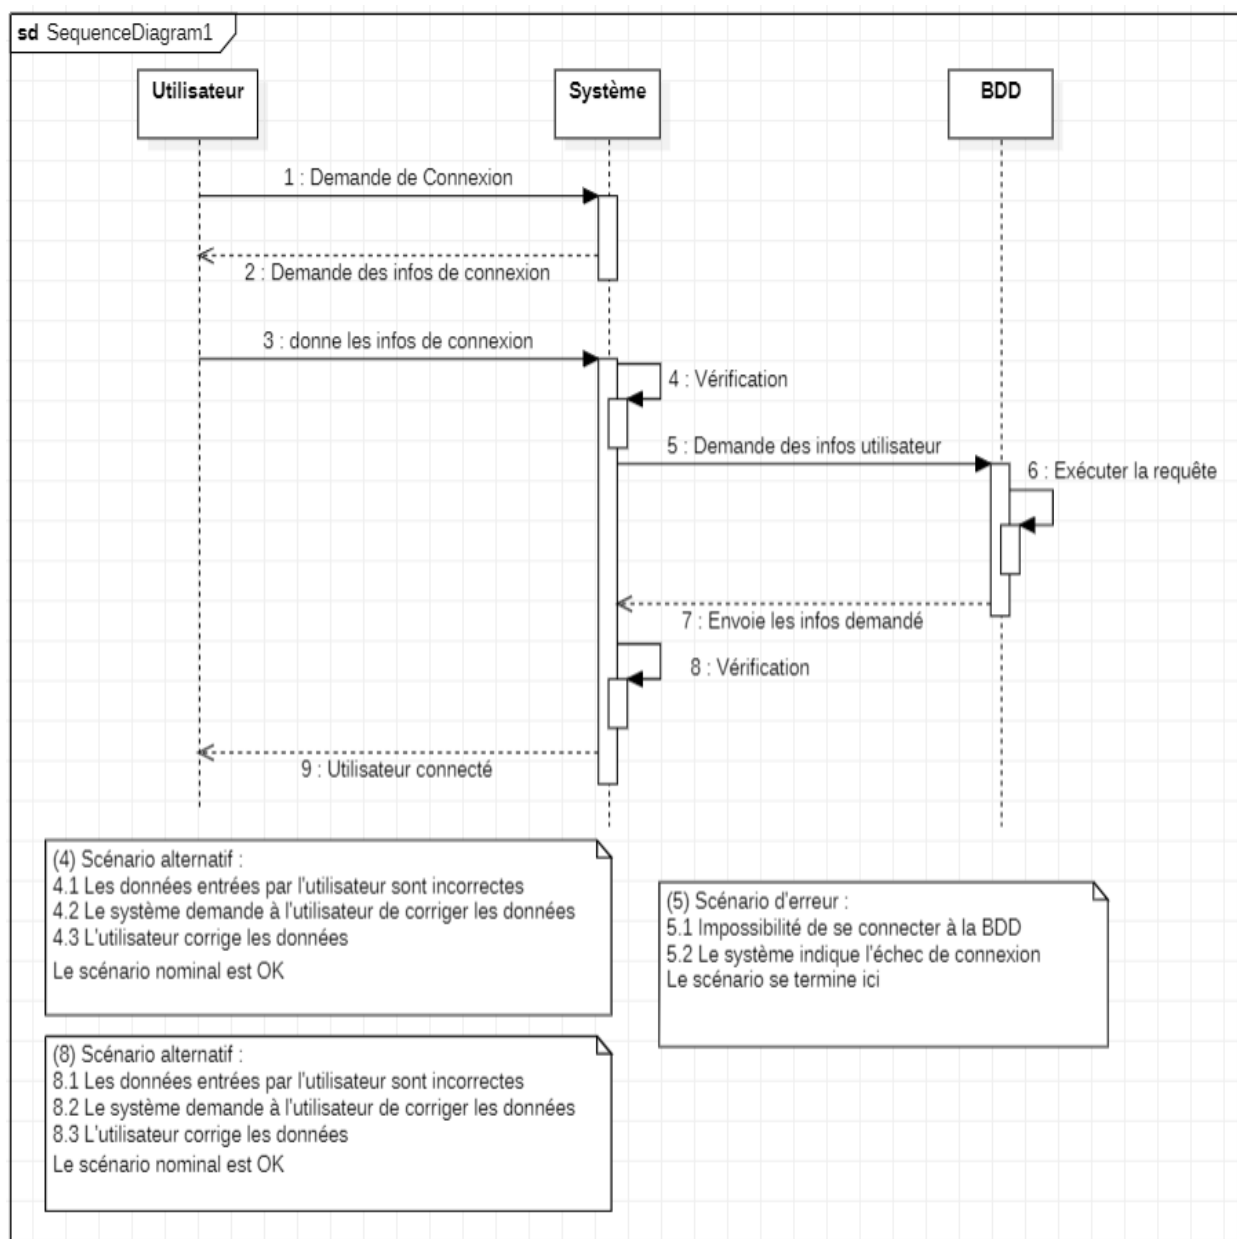 sd SequenceDiagram1
Utilisateur
Système
BDD
1 : Demande de Connexion
2 : Demande des infos de connexion
3 : donne les infos de connexion
4 : Vérification
5 : Demande des infos utilisateur
6 : Exécuter la requête
7 : Envoie les infos demandé
8 : Vérification
9 : Utilisateur connecté
(4) Scénario alternatif :
4.1 Les données entrées par l'utilisateur sont incorrectes
4.2 Le système demande à l'utilisateur de corriger les données
4.3 L'utilisateur corrige les données
Le scénario nominal est OK
(5) Scénario d'erreur :
5.1 Impossibilité de se connecter à la BDD
5.2 Le système indique l'échec de connexion
Le scénario se termine ici
(8) Scénario alternatif :
8.1 Les données entrées par l'utilisateur sont incorrectes
8.2 Le système demande à l'utilisateur de corriger les données
8.3 L'utilisateur corrige les données
Le scénario nominal est OK